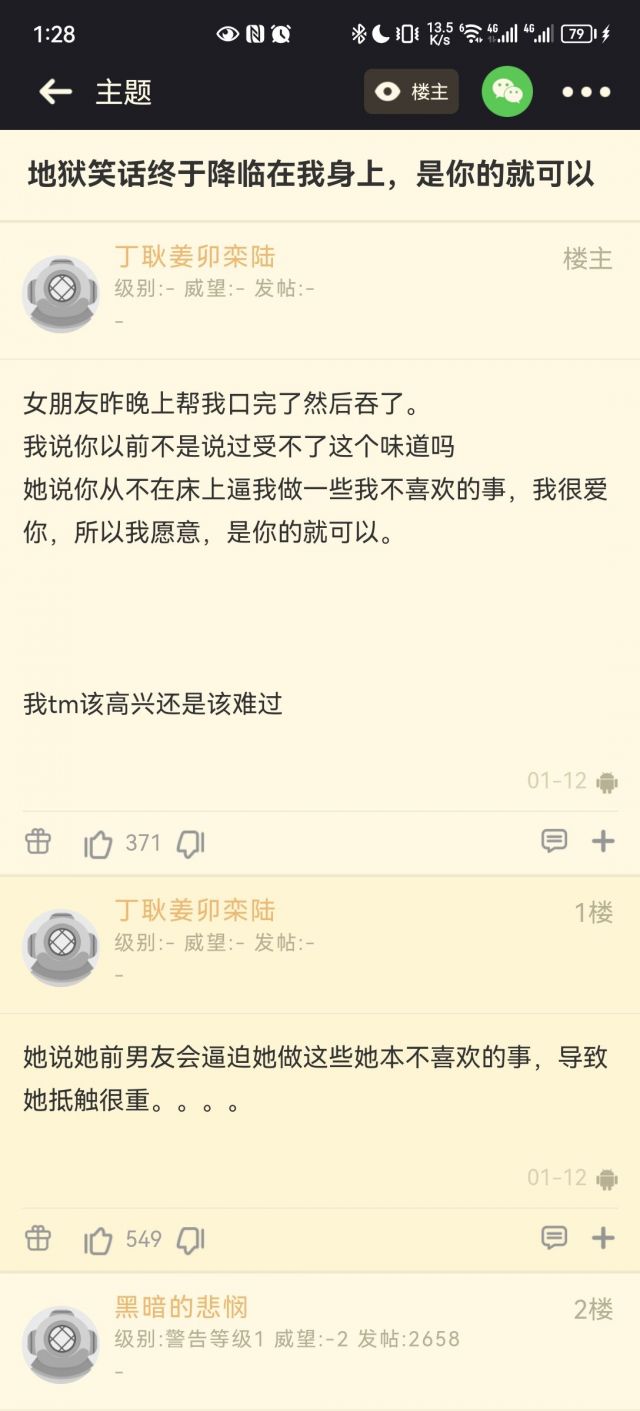 1:28
13.5
K/s
6
4G
4G
79
主题
楼主
地狱笑话终于降临在我身上，是你的就可以
丁耿姜卯栾陆
楼主
级别:- 威望:- 发帖:-
-
女朋友昨晚上帮我口完了然后吞了。
我说你以前不是说过受不了这个味道吗
她说你从不在床上逼我做一些我不喜欢的事，我很爱
你，所以我愿意，是你的就可以。
我tm该高兴还是该难过
01-12
371
丁耿姜卯栾陆
1楼
级别:- 威望:- 发帖:-
-
她说她前男友会逼迫她做这些她本不喜欢的事，导致
她抵触很重。。。。
01-12
549
黑暗的悲悯
2楼
级别:警告等级1 威望:-2 发帖:2658
-